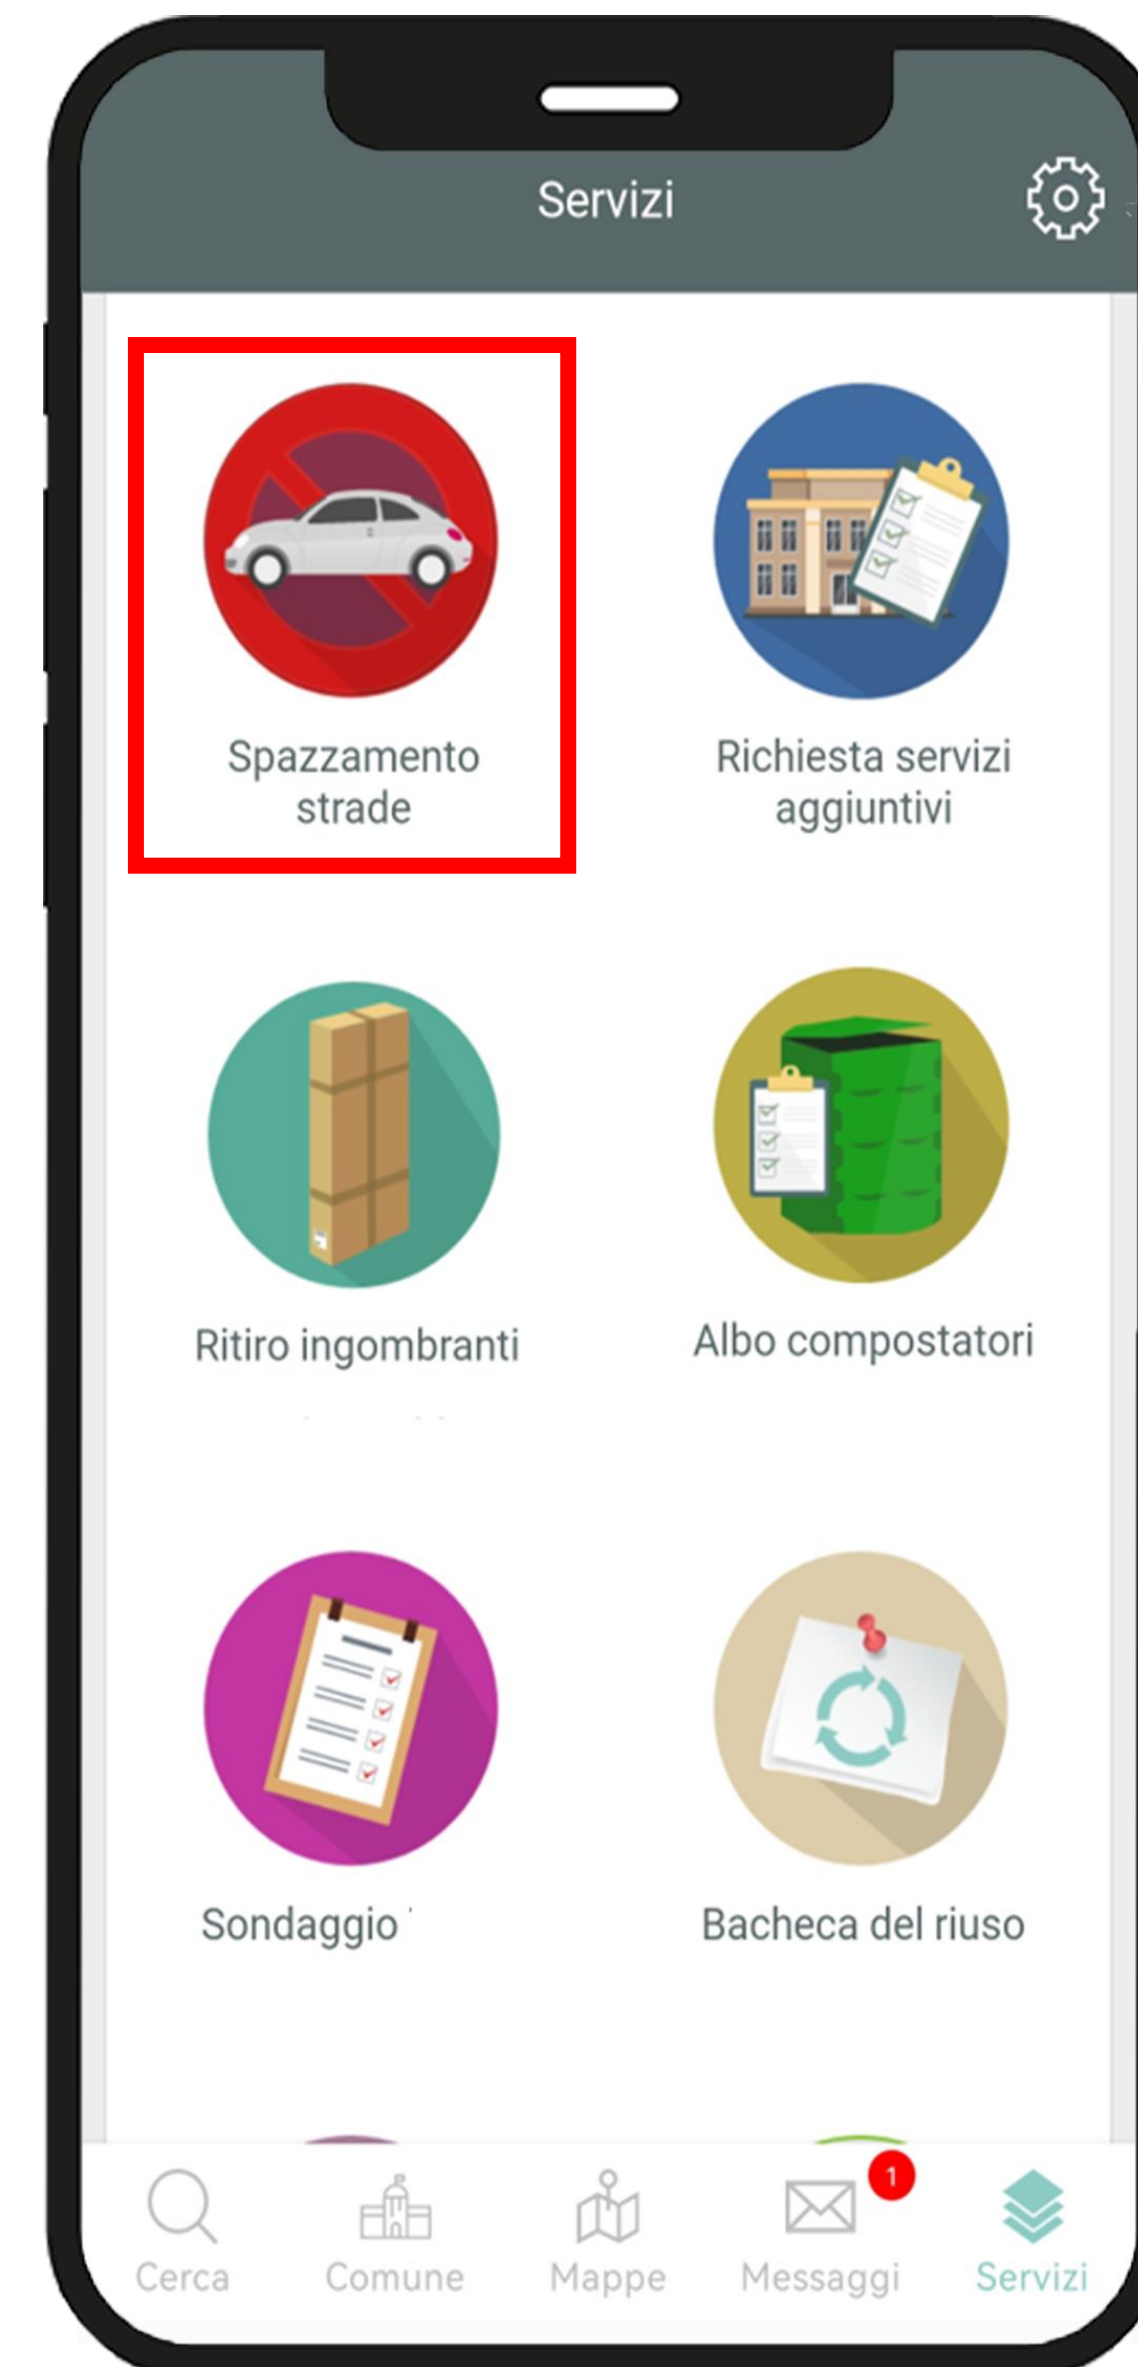 Servizi
Spazzamento
strade
Richiesta servizi
aggiuntivi
Ritiro ingombranti
Albo compostatori
Sondaggio
Bacheca del riuso
1
Cerca
Comune
Mappe
Messaggi
Servizi